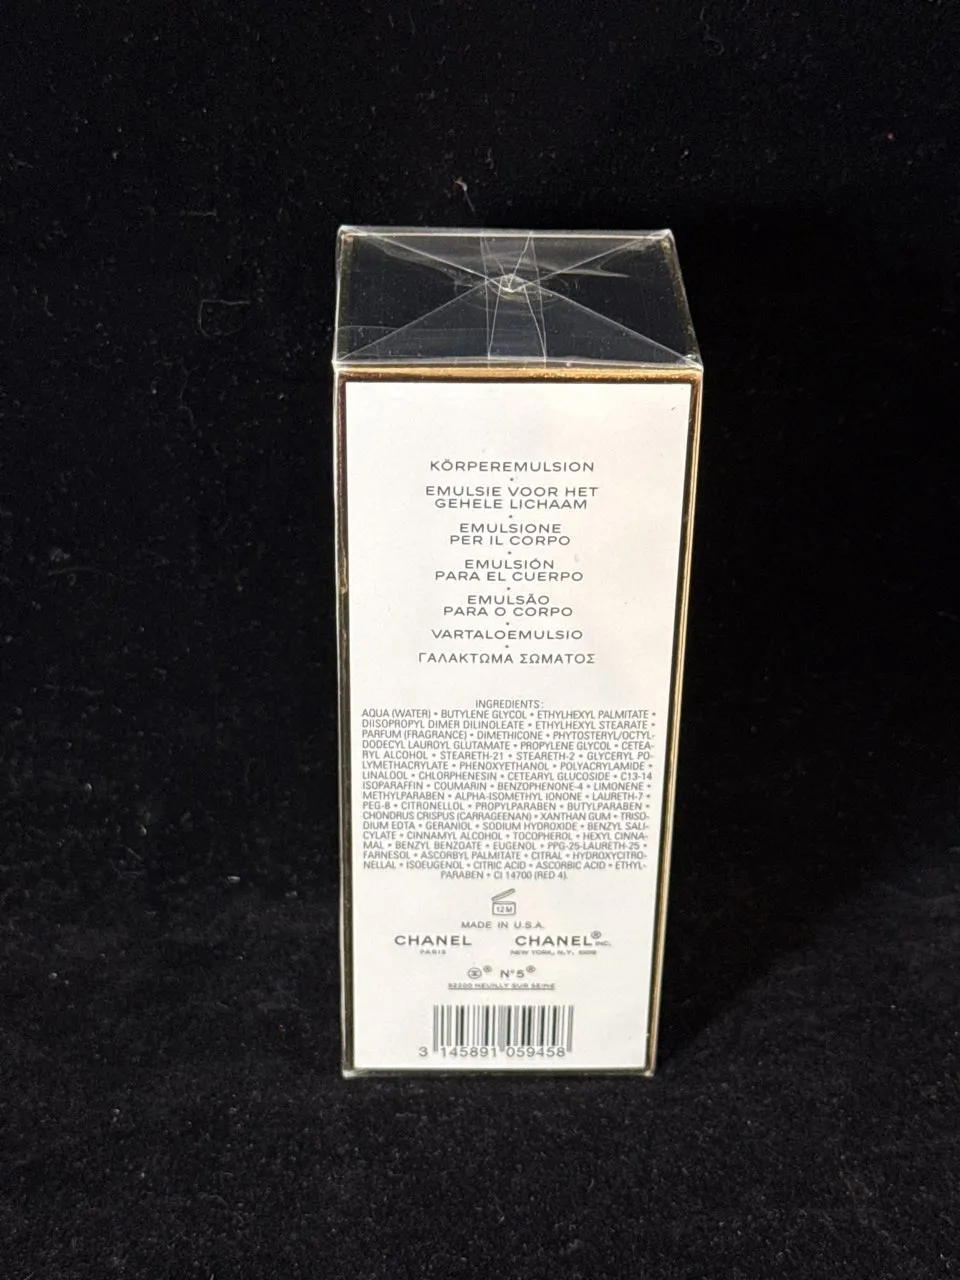 KÖRPEREMULSION
•
EMULSIE VOOR HET
GEHELE LICHAAM
•
EMULSIONE
PER IL CORPO
•
EMULSIÓN
PARA EL CUERPO
•
EMULSÃO
PARA O CORPO
•
VARTALOEMULSIO
•
ΓΑΛΑΚΤΩΜΑ ΣΩΜΑΤΟΣ
INGREDIENTS:
AQUA (WATER) • BUTYLENE GLYCOL • ETHYLHEXYL PALMITATE •
DIISOPROPYL DIMER DILINOLEATE • ETHYLHEXYL STEARATE •
PARFUM (FRAGRANCE) • DIMETHICONE • PHYTOSTERYL/OCTYL-
DODECYL LAUROYL GLUTAMATE • PROPYLENE GLYCOL • CETEA-
RYL ALCOHOL • STEARETH-21 • STEARETH-2 • GLYCERYL PO-
LYMETHACRYLATE • PHENOXYETHANOL • POLYACRYLAMIDE •
LINALOOL • CHLORPHENESIN • CETEARYL GLUCOSIDE • C13-14
ISOPARAFFIN • COUMARIN • BENZOPHENONE-4 • LIMONENE •
METHYLPARABEN • ALPHA-ISOMETHYL IONONE • LAURETH-7 •
PEG-8 • CITRONELLOL • PROPYLPARABEN • BUTYLPARABEN •
CHONDRUS CRISPUS (CARRAGEENAN) • XANTHAN GUM • TRISO-
DIUM EDTA • GERANIOL • SODIUM HYDROXIDE • BENZYL SALI-
CYLATE • CINNAMYL ALCOHOL • TOCOPHEROL • HEXYL CINNA-
MAL • BENZYL BENZOATE • EUGENOL • PPG-25-LAURETH-25 •
FARNESOL • ASCORBYL PALMITATE • CITRAL • HYDROXYCITRO-
NELLAL • ISOEUGENOL • CITRIC ACID • ASCORBIC ACID • ETHYL-
PARABEN • CI 14700 (RED 4).
12 M
MADE IN U.S.A.
CHANEL CHANEL® INC.
PARIS NEW YORK, N.Y.
® N°5®
92200 NEUILLY SUR SEINE
3 145891 059458